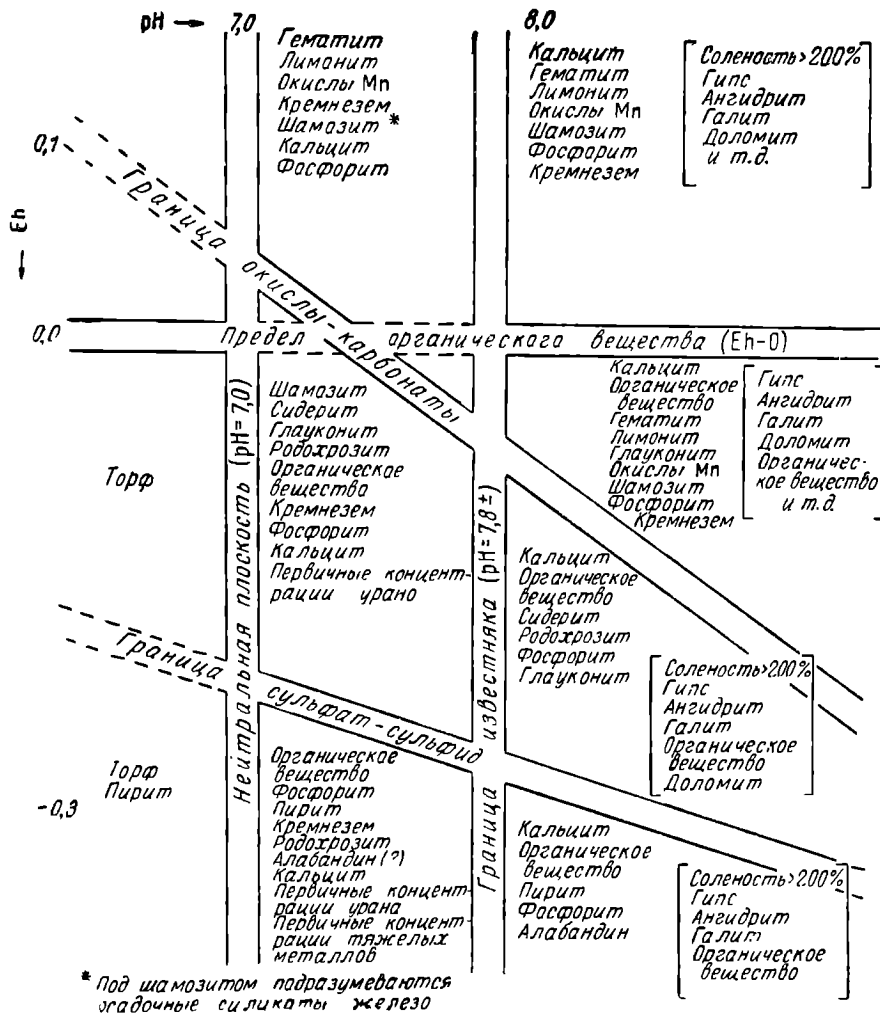 pH → 7,0
8,0
Гематит
Лимонит
Окислы Mn
Кремнезем
Шамозит *
Кальцит
Фосфорит
Кальцит
Гематит
Лимонит
Окислы Mn
Шамозит
Фосфорит
Кремнезем
Соленость>200%
Гипс
Ангидрит
Галит
Доломит
и т.д.
0,1
Eh →
Граница окислы-карбонаты
0,0
Предел органического вещества (Eh-0)
Торф
Нейтральная плоскость (pH=7,0)
Шамозит
Сидерит
Глауконит
Родохрозит
Органическое
вещество
Кремнезем
Фосфорит
Кальцит
Первичные концент-
рации урано
Граница известняка (pH=7,8±)
Кальцит
Органическое
вещество
Гематит
Лимонит
Глауконит
Окислы Mn
Шамозит
Фосфорит
Кремнезем
Гипс
Ангидрит
Галит
Доломит
Органичес-
кое вещество
и т.д.
Кальцит
Органическое
вещество
Сидерит
Родохрозит
Фосфорит
Глауконит
Соленость>200%
Гипс
Ангидрит
Галит
Органическое
вещество
Доломит
Граница сульфат-сульфид
Торф
Пирит
-0,3
Органическое
вещество
Фосфорит
Пирит
Кремнезем
Родохрозит
Алабандин(?)
Кальцит
Первичные концент-
рации урана
Первичные концент-
рации тяжелых
металлов
Кальцит
Органическое
вещество
Пирит
Фосфорит
Алабандин
Соленость>200%
Гипс
Ангидрит
Галит
Органическое
вещество
* Под шамозитом подразумеваются
осадочные силикаты железо